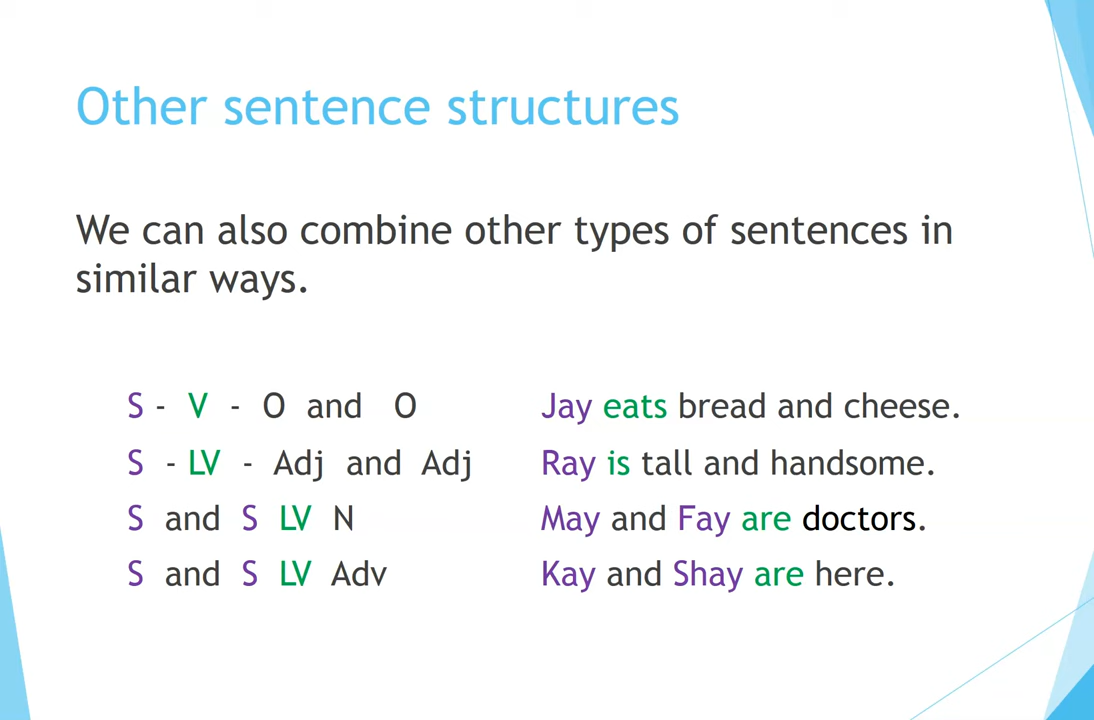 Other sentence structures
We can also combine other types of sentences in
similar ways.
S - V - O and O Jay eats bread and cheese.
S - LV - Adj and Adj Ray is tall and handsome.
S and S LV N May and Fay are doctors.
S and S LV Adv Kay and Shay are here.